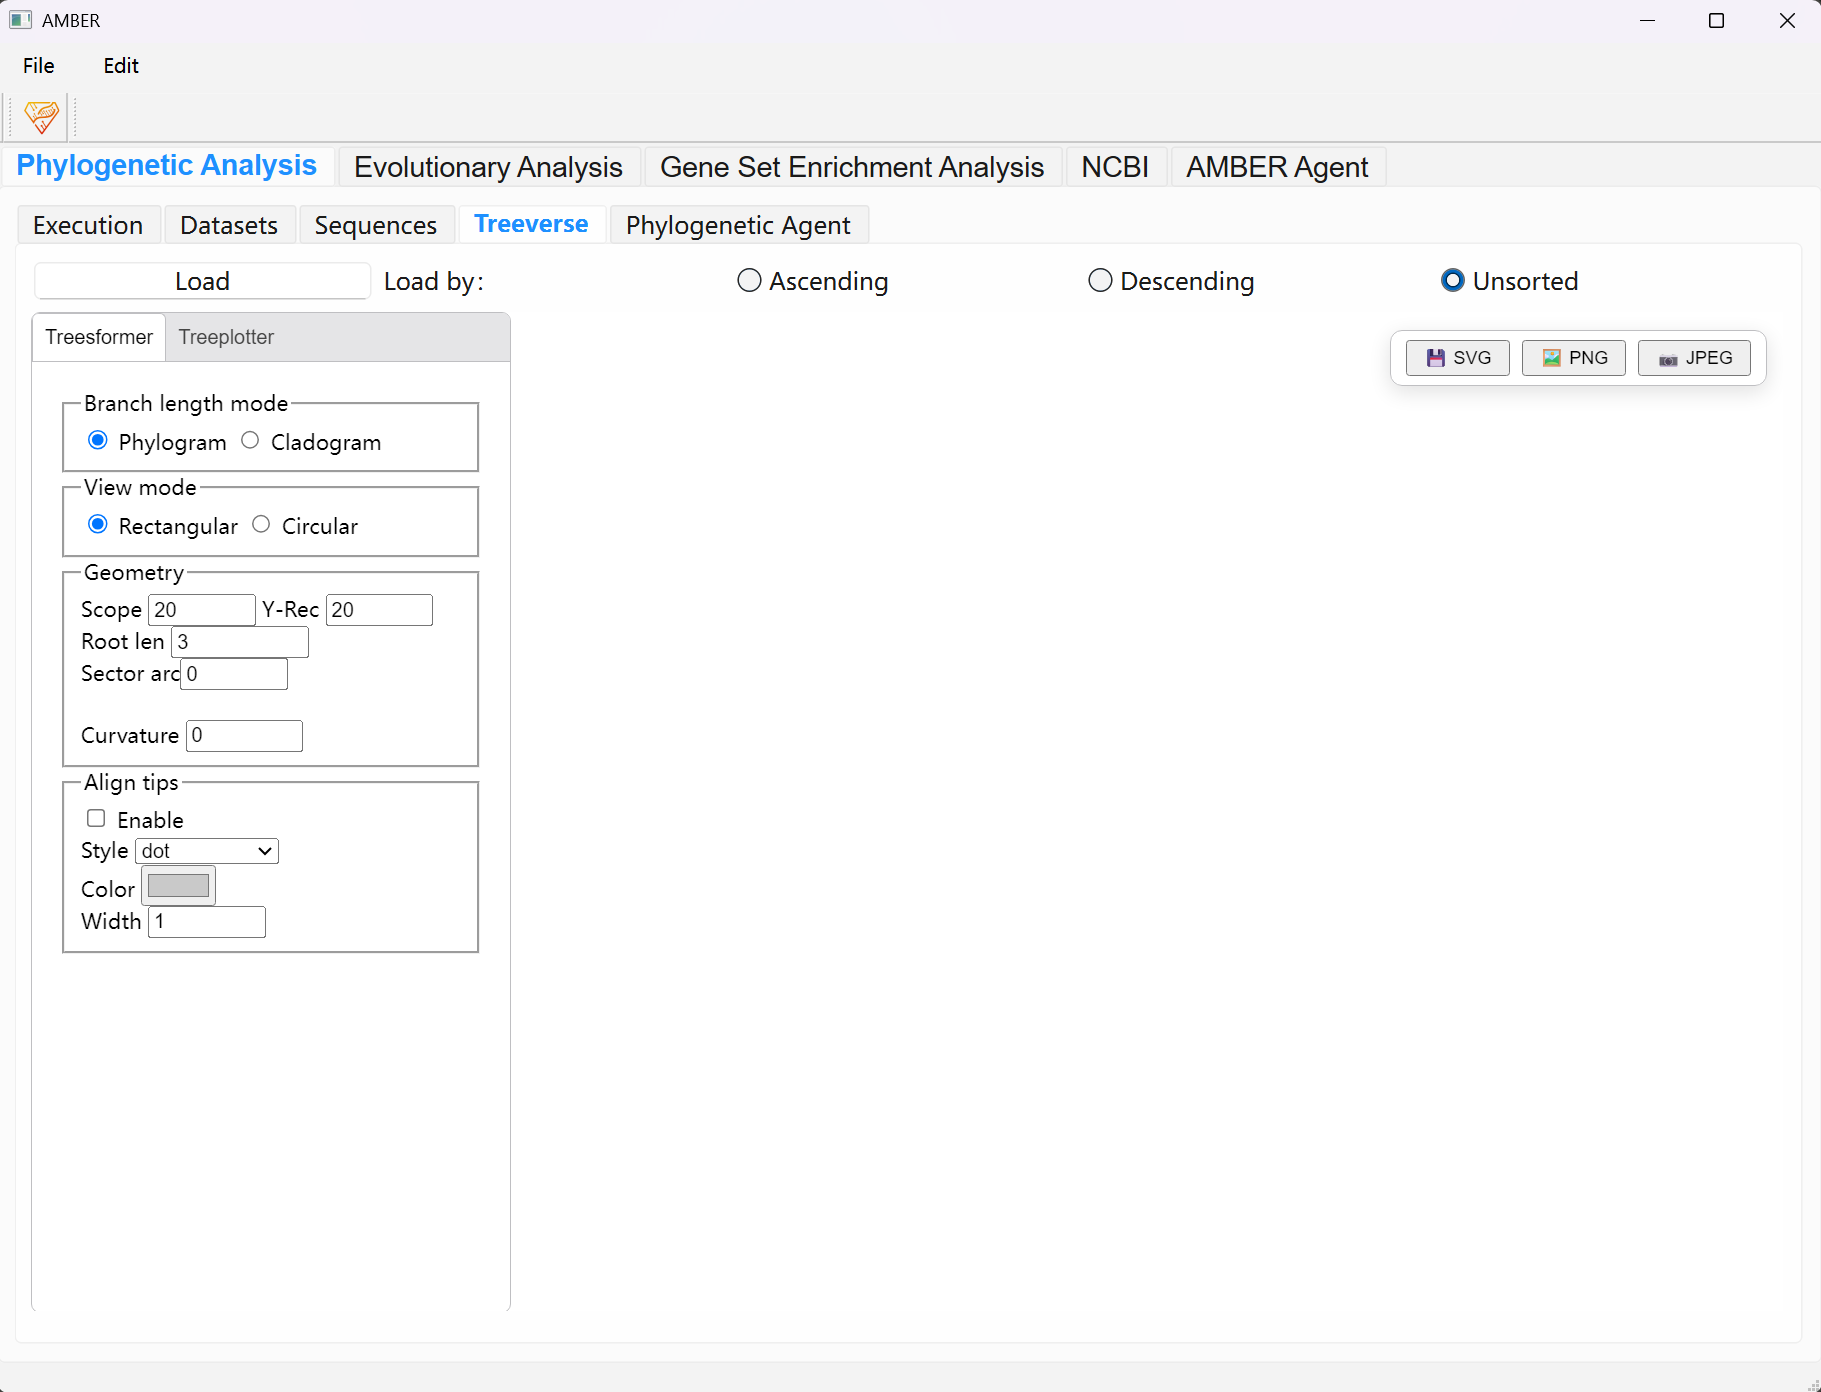 AMBER
File Edit
Phylogenetic Analysis Evolutionary Analysis Gene Set Enrichment Analysis NCBI AMBER Agent
Execution Datasets Sequences Treeverse Phylogenetic Agent
Load Load by: Ascending Descending Unsorted
Treesformer Treeplotter
SVG PNG JPEG
Branch length mode
Phylogram Cladogram
View mode
Rectangular Circular
Geometry
Scope 20 Y-Rec 20
Root len 3
Sector arc 0
Curvature 0
Align tips
Enable
Style dot
Color
Width 1